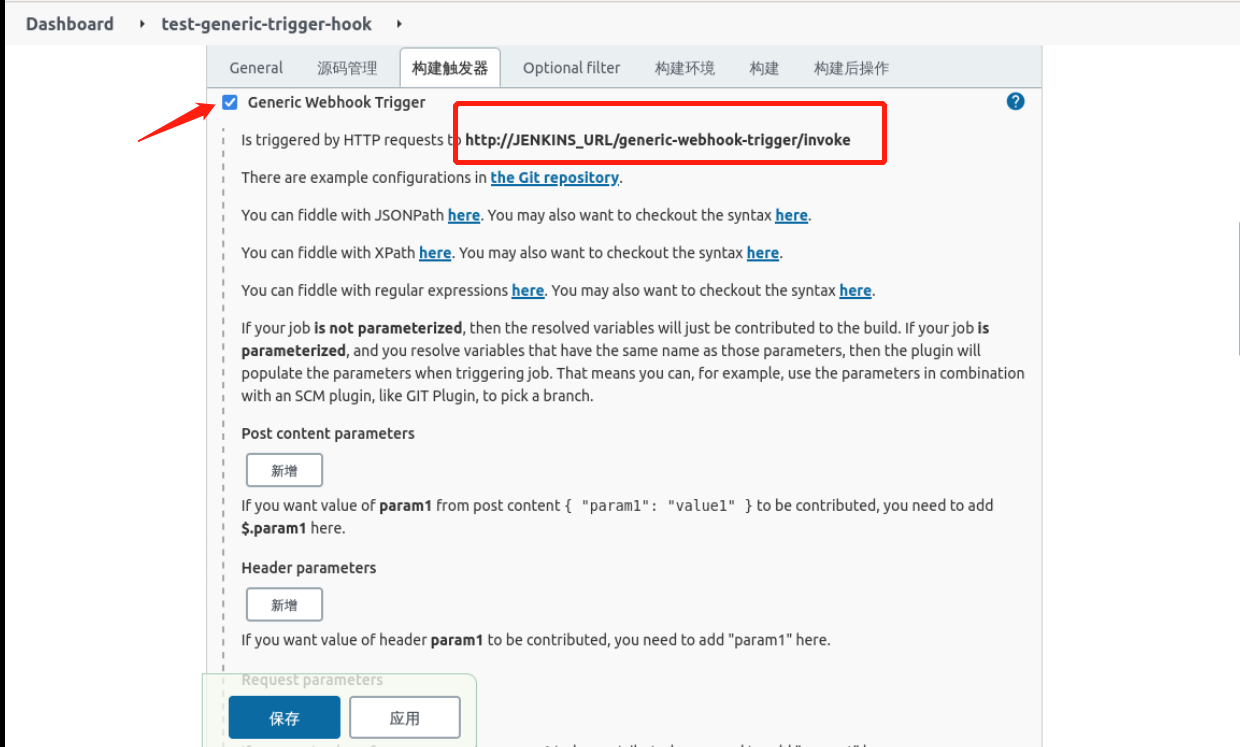 Dashboard test-generic-trigger-hook
General 源码管理 构建触发器 Optional filter 构建环境 构建 构建后操作
Generic Webhook Trigger
Is triggered by HTTP requests to http://JENKINS_URL/generic-webhook-trigger/invoke
There are example configurations in the Git repository.
You can fiddle with JSONPath here. You may also want to checkout the syntax here.
You can fiddle with XPath here. You may also want to checkout the syntax here.
You can fiddle with regular expressions here. You may also want to checkout the syntax here.
If your job is not parameterized, then the resolved variables will just be contributed to the build. If your job is
parameterized, and you resolve variables that have the same name as those parameters, then the plugin will
populate the parameters when triggering job. That means you can, for example, use the parameters in combination
with an SCM plugin, like GIT Plugin, to pick a branch.
Post content parameters
新增
If you want value of param1 from post content { "param1": "value1" } to be contributed, you need to add
$.param1 here.
Header parameters
新增
If you want value of header param1 to be contributed, you need to add "param1" here.
Request parameters
保存 应用